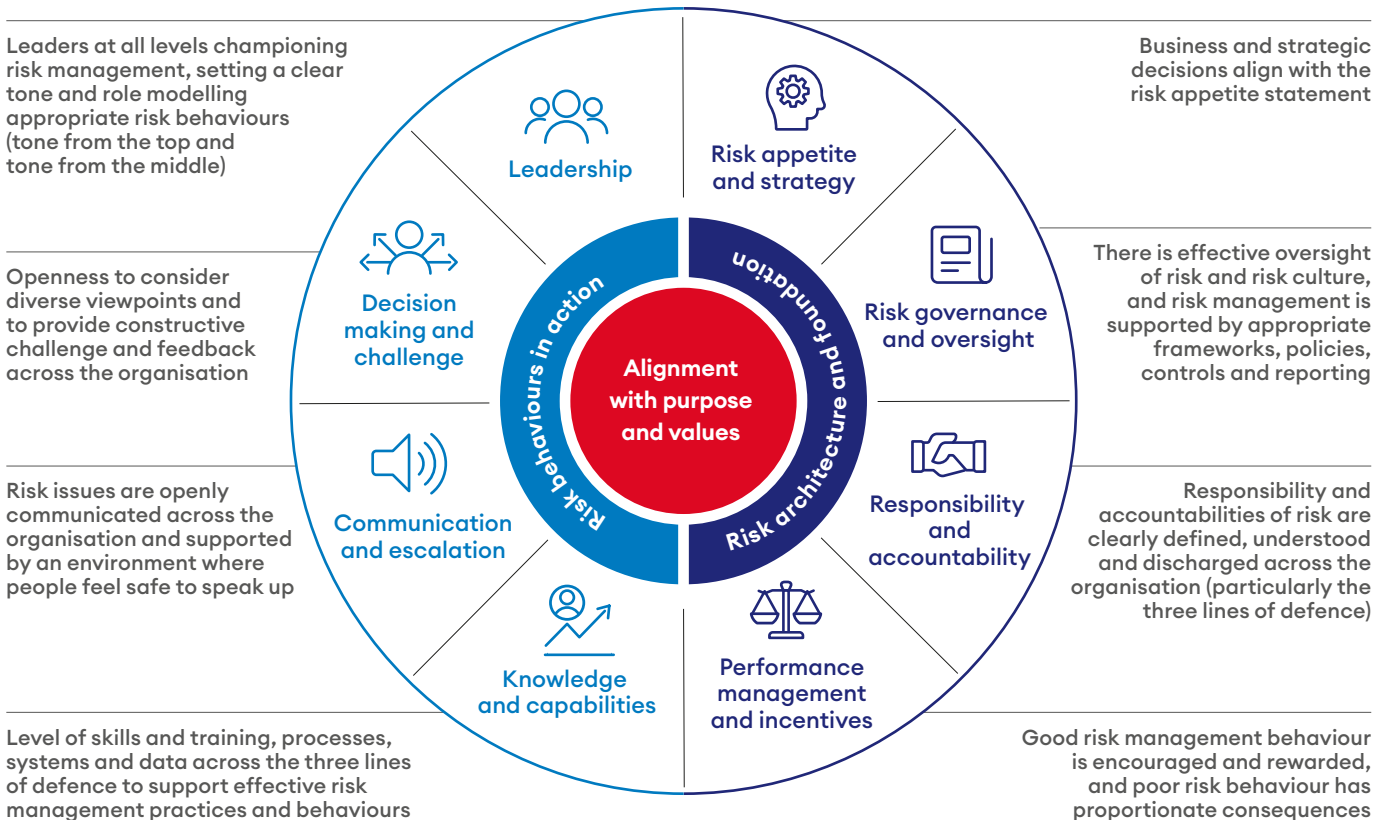 Leaders at all levels championing
risk management, setting a clear
tone and role modelling
appropriate risk behaviours
(tone from the top and
tone from the middle)
Openness to consider
diverse viewpoints and
to provide constructive
challenge and feedback
across the organisation
Risk issues are openly
communicated across the
organisation and supported
by an environment where
people feel safe to speak up
Level of skills and training, processes,
systems and data across the three lines
of defence to support effective risk
management practices and behaviours
Leadership
Decision
making and
challenge
Communication
and escalation
Knowledge
and capabilities
Risk behaviours in action
Alignment
with purpose
and values
Risk architecture and foundation
Risk appetite
and strategy
Risk governance
and oversight
Responsibility
and
accountability
Performance
management
and incentives
Business and strategic
decisions align with the
risk appetite statement
There is effective oversight
of risk and risk culture,
and risk management is
supported by appropriate
frameworks, policies,
controls and reporting
Responsibility and
accountabilities of risk are
clearly defined, understood
and discharged across the
organisation (particularly the
three lines of defence)
Good risk management behaviour
is encouraged and rewarded,
and poor risk behaviour has
proportionate consequences